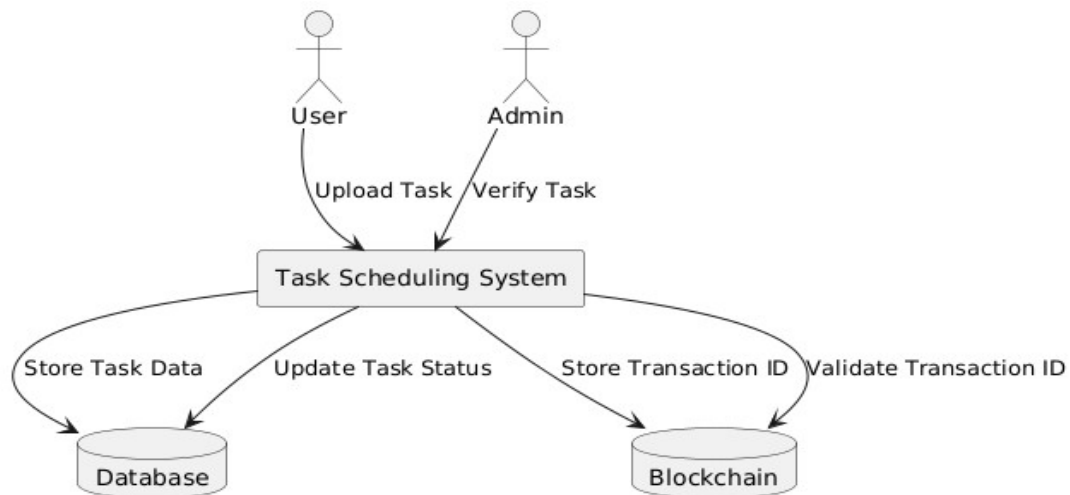 User
Admin
Upload Task
Verify Task
Task Scheduling System
Store Task Data
Update Task Status
Store Transaction ID
Validate Transaction ID
Database
Blockchain